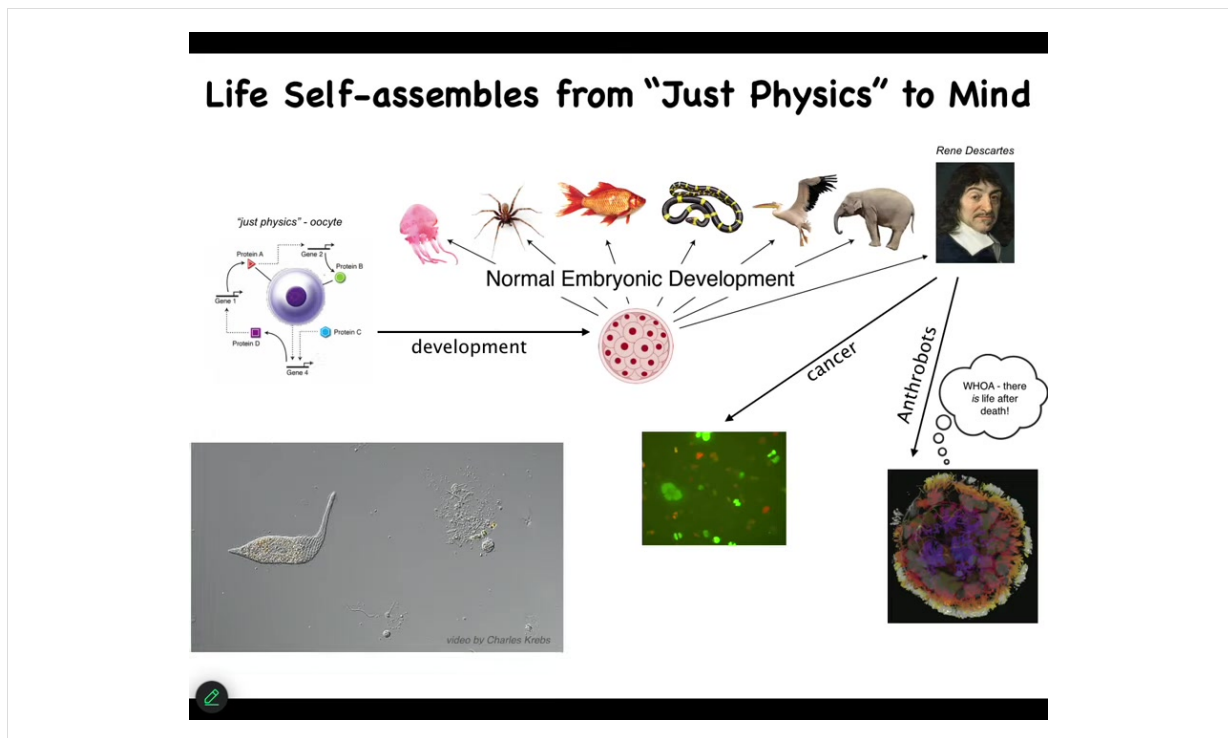 Life Self-assembles from “Just Physics” to Mind
Rene Descartes
“just physics” - oocyte
Protein A
Gene 2
Protein B
Gene 1
Protein D
Protein C
Gene 4
Normal Embryonic Development
development
cancer
Anthrobots
WHOA - there
is life after
death!
video by Charles Krebs